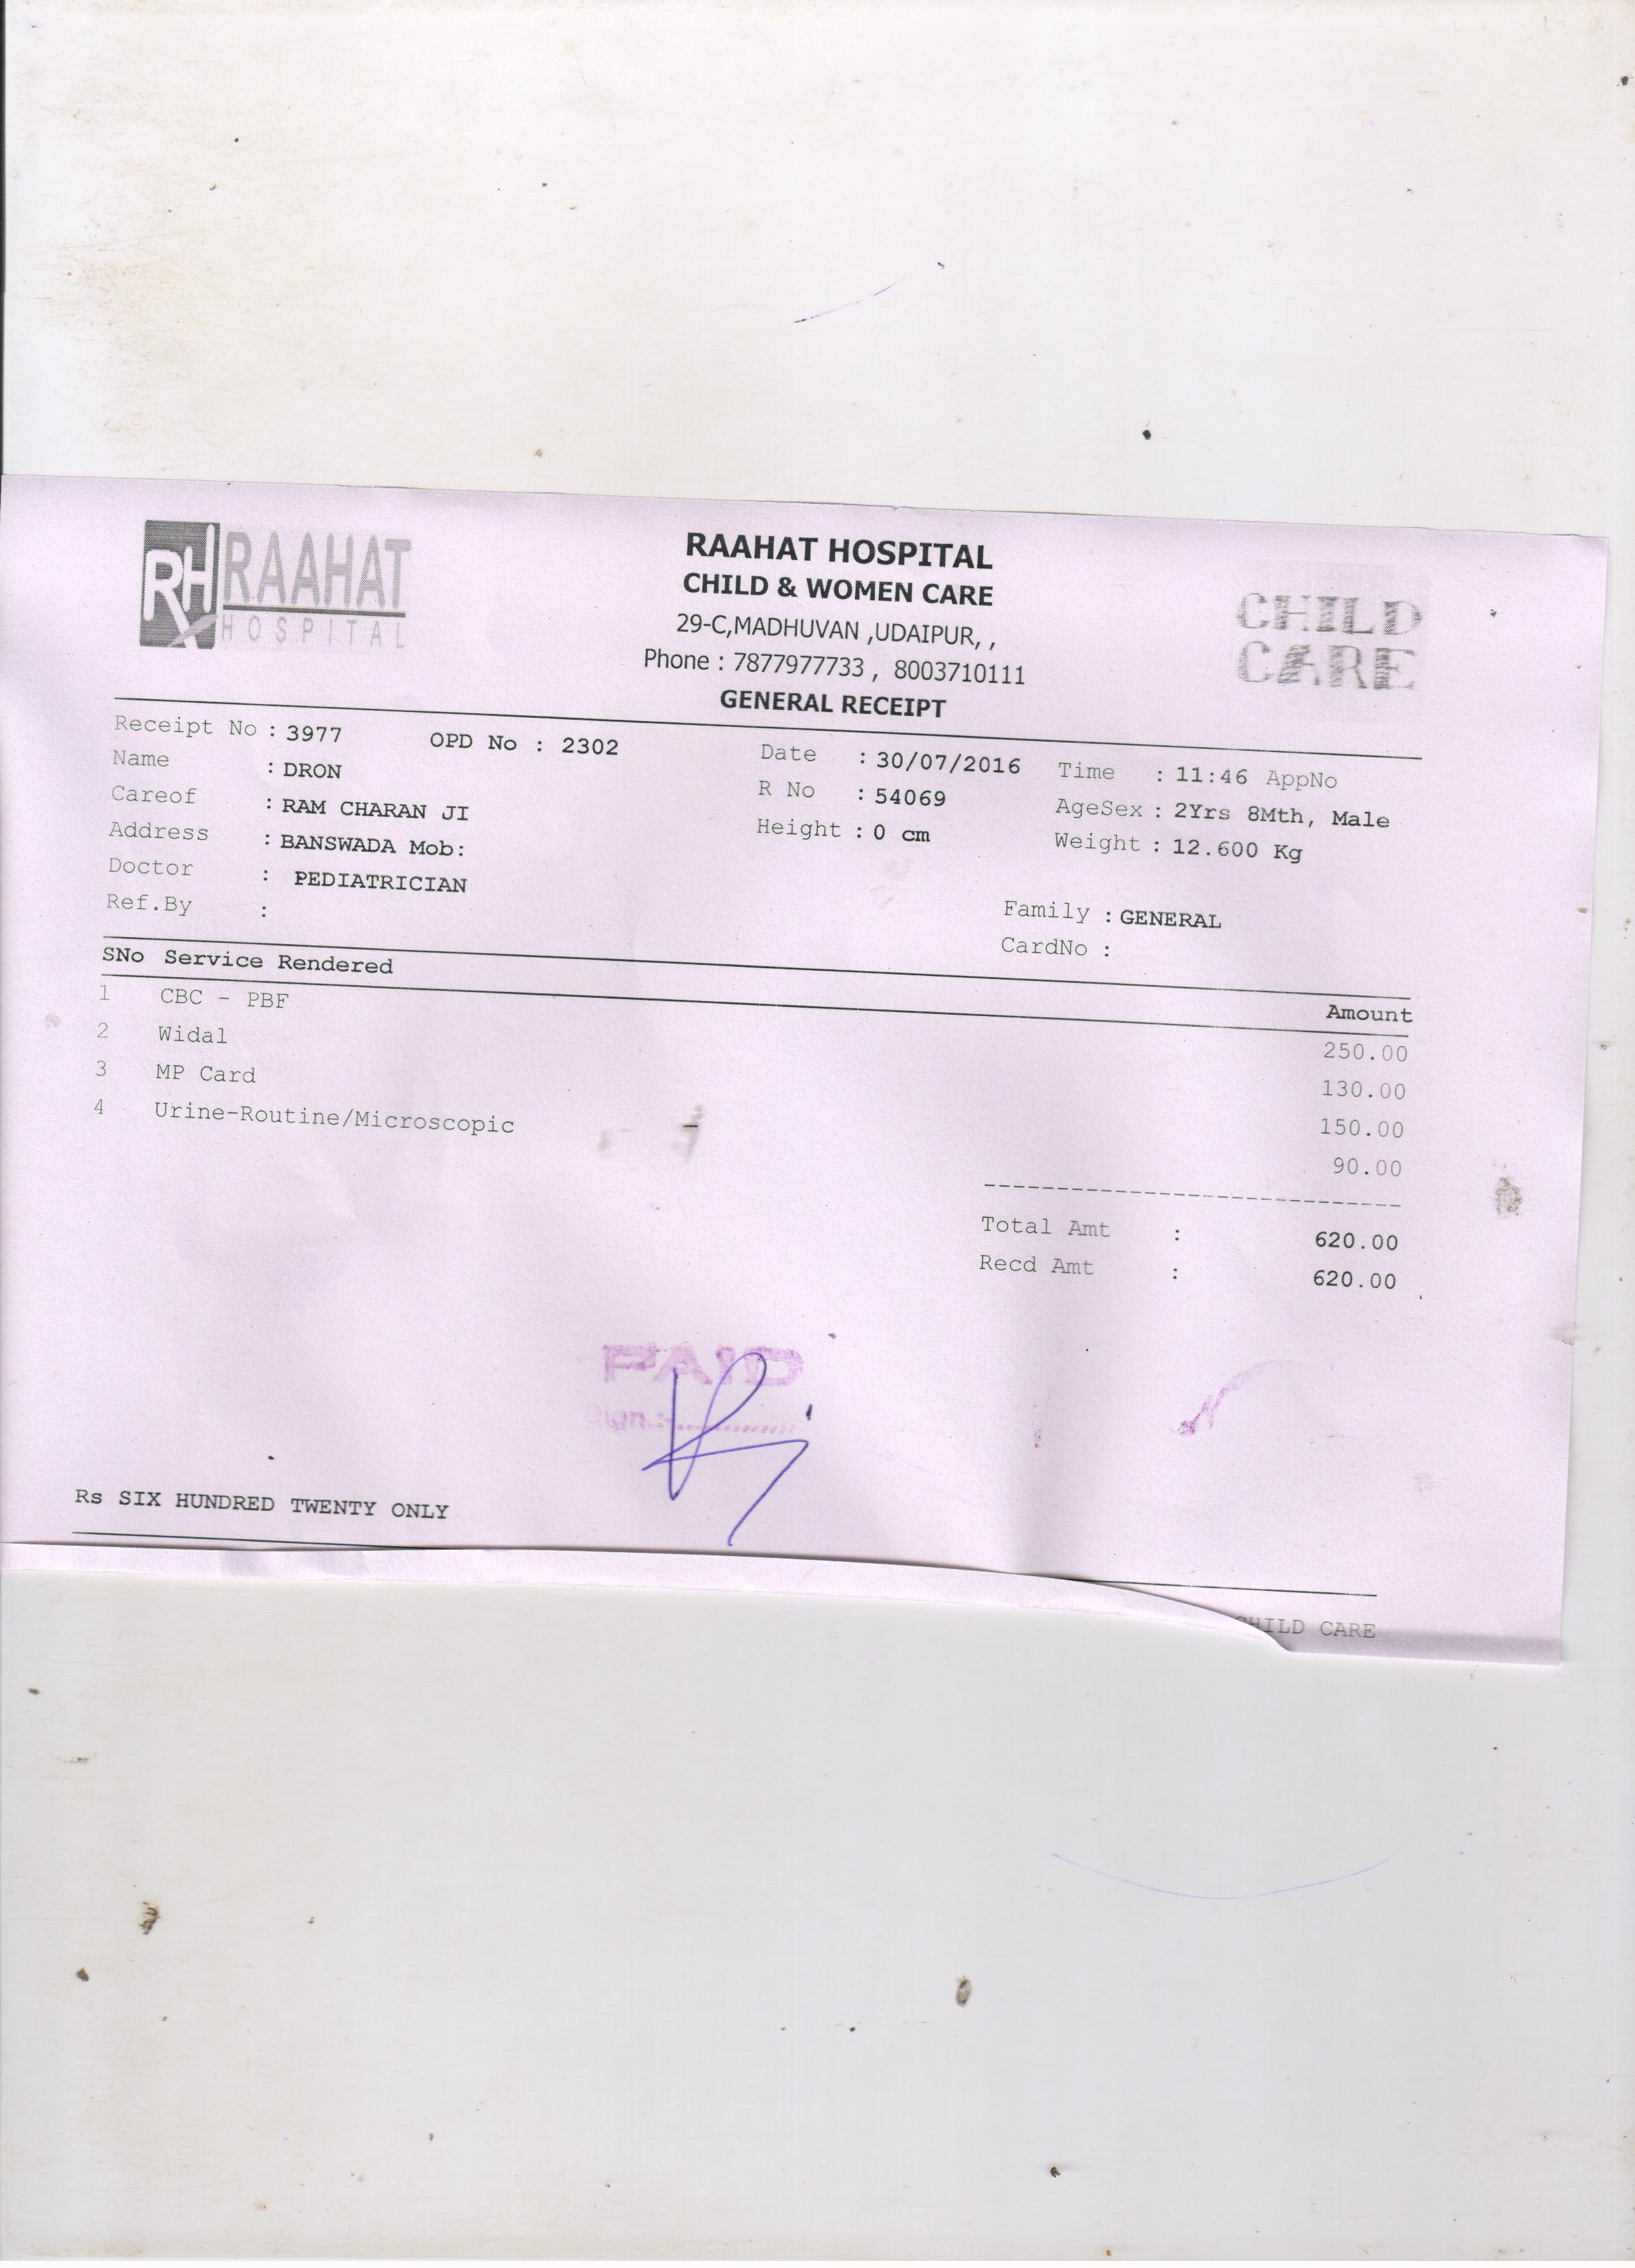 RH RAAHAT
HOSPITAL
RAAHAT HOSPITAL
CHILD & WOMEN CARE
29-C,MADHUVAN ,UDAIPUR, ,
Phone : 7877977733 , 8003710111
GENERAL RECEIPT
CHILD
CARE
Receipt No : 3977 OPD No : 2302 Date : 30/07/2016 Time : 11:46 AppNo
Name : DRON R No : 54069 AgeSex : 2Yrs 8Mth, Male
Careof : RAM CHARAN JI Height : 0 cm Weight : 12.600 Kg
Address : BANSWADA Mob:
Doctor : PEDIATRICIAN Family : GENERAL
Ref.By : CardNo :
SNo Service Rendered Amount
1 CBC - PBF 250.00
2 Widal 130.00
3 MP Card 150.00
4 Urine-Routine/Microscopic 90.00
Total Amt : 620.00
Recd Amt : 620.00
PAID
Sign.:-..............
Rs SIX HUNDRED TWENTY ONLY
CHILD CARE